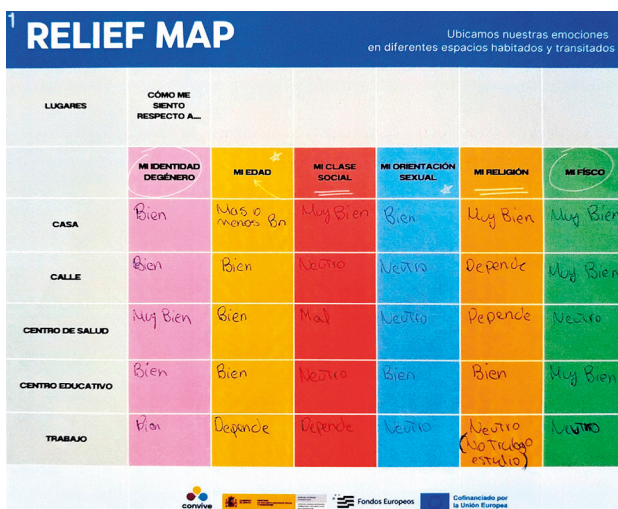 1
RELIEF MAP
Ubicamos nuestras emociones
en diferentes espacios habitados y transitados
LUGARES
CÓMO ME
SIENTO
RESPECTO A....
MI IDENTIDAD
DEGÉNERO
MI EDAD
MI CLASE
SOCIAL
MI ORIENTACIÓN
SEXUAL
MI RELIGIÓN
MI FÍSCO
CASA
Bien
Mas o
menos Bn
Muy Bien
Bien
Muy Bien
Muy Bien
CALLE
Bien
Bien
Neutro
Neutro
Depende
Muy Bien
CENTRO DE SALUD
Muy Bien
Bien
Mal
Neutro
Depende
Neutro
CENTRO EDUCATIVO
Bien
Bien
Neutro
Bien
Bien
Muy Bien
TRABAJO
Bien
Depende
Depende
Neutro
Neutro
(No trabajo
estudio)
Neutro
convive
Fondos Europeos
Cofinanciado por
la Unión Europea